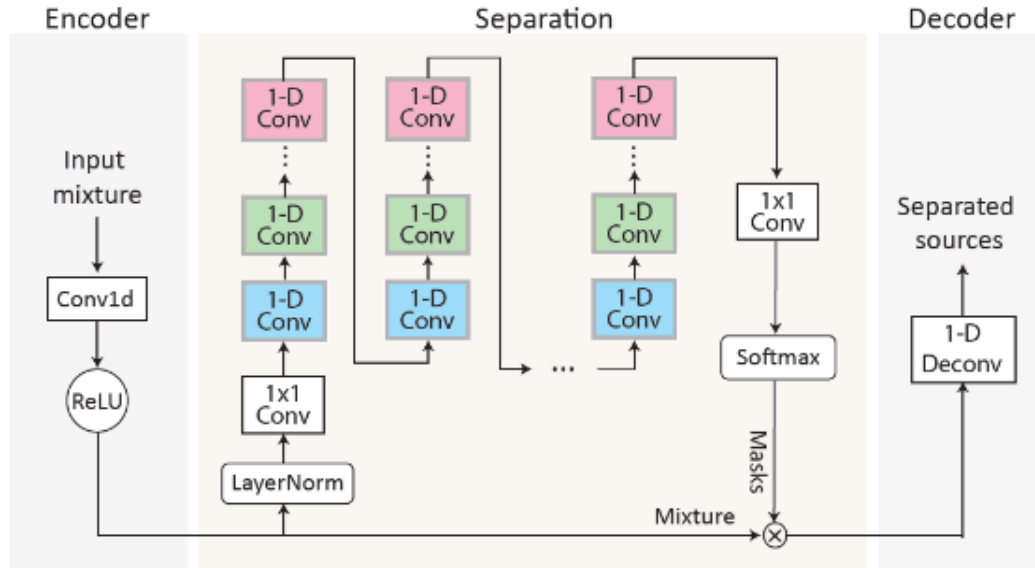 Encoder
Separation
Decoder
Input
mixture
Conv1d
ReLU
1-D
Conv
1-D
Conv
1-D
Conv
1x1
Conv
LayerNorm
1-D
Conv
1-D
Conv
1-D
Conv
...
1-D
Conv
1-D
Conv
1-D
Conv
1x1
Conv
Softmax
Masks
Mixture
Separated
sources
1-D
Deconv